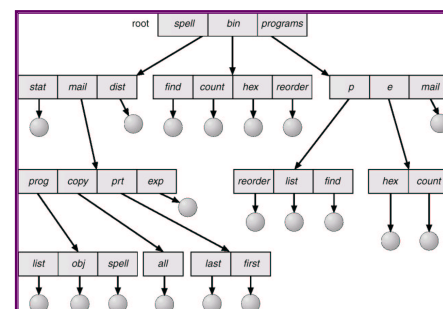 root spell bin programs
stat mail dist find count hex reorder p e mail
prog copy prt exp reorder list find hex count
list obj spell all last first